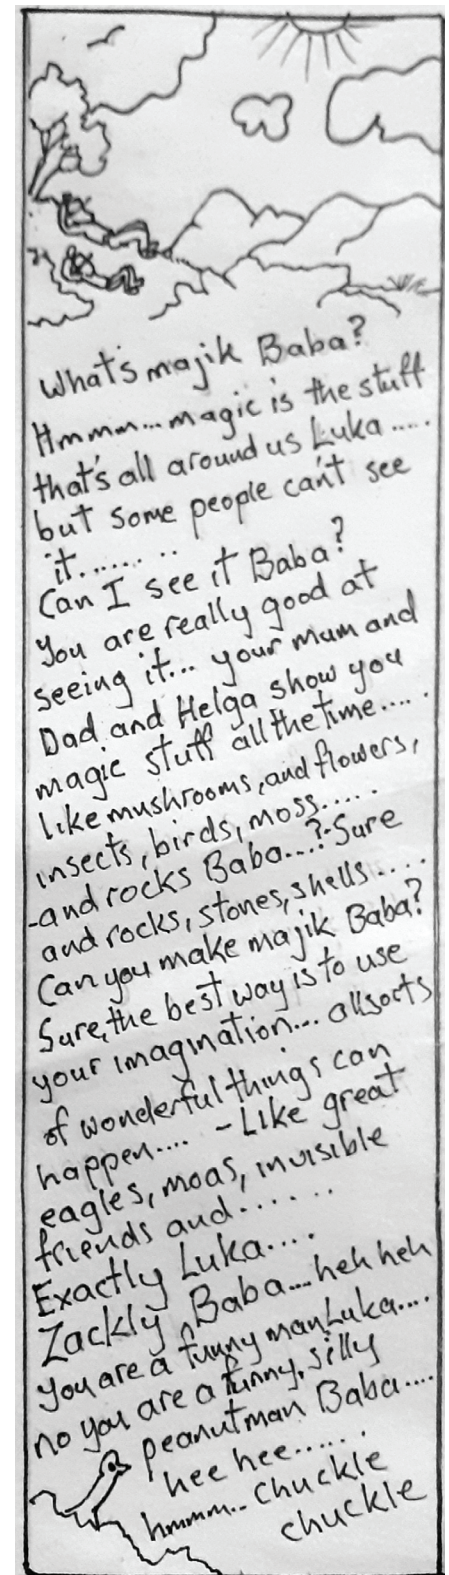 What's majik Baba?
Hmmm... magic is the stuff
that's all around us Luka.....
but some people can't see
it.........
Can I see it Baba?
You are really good at
seeing it... your mum and
Dad and Helga show you
magic stuff all the time.....
like mushrooms, and flowers,
insects, birds, moss......
-and rocks Baba...? Sure
and rocks, stones, shells.....
Can you make majik Baba?
Sure, the best way is to use
your imagination... allsorts
of wonderful things can
happen.... -Like great
eagles, moas, invisible
friends and.......
Exactly Luka....
Zackly Baba....heh heh
You are a funny man Luka....
no you are a funny, silly
peanutman Baba....
hee hee......
hmmm.. chuckle
chuckle